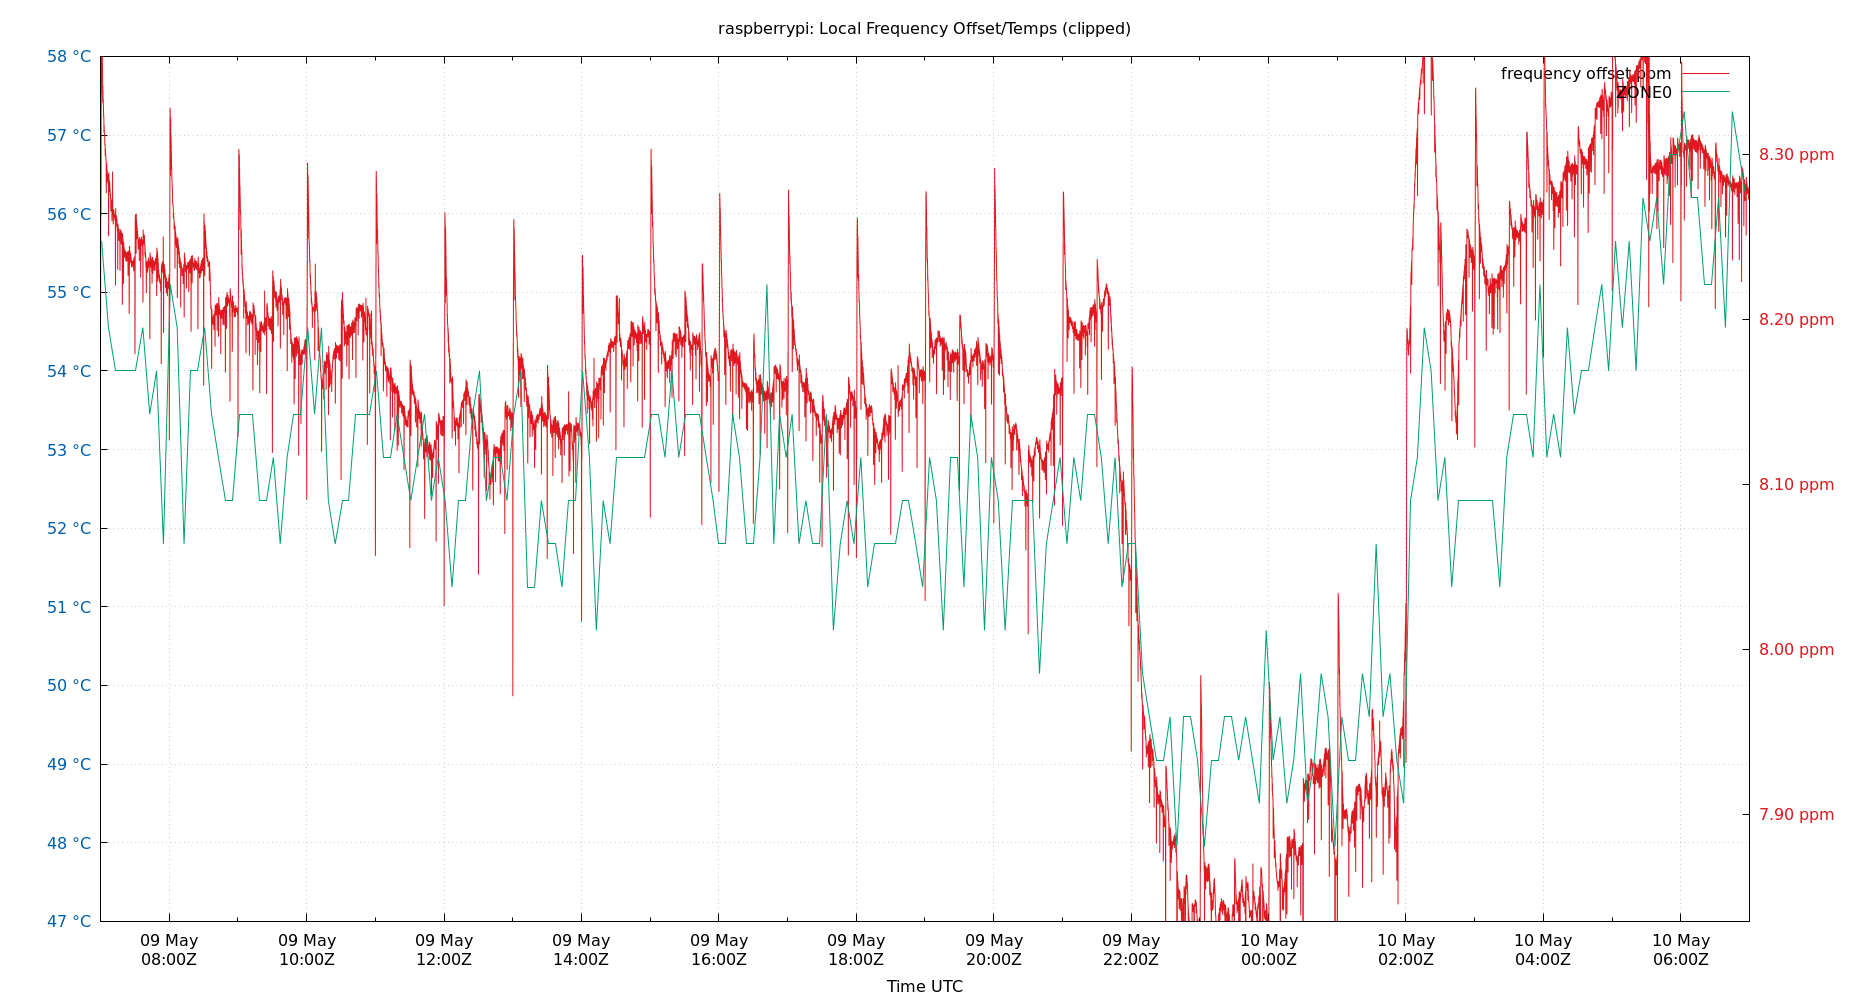 raspberrypi: Local Frequency Offset/Temps (clipped)
58 °C
57 °C
56 °C
55 °C
54 °C
53 °C
52 °C
51 °C
50 °C
49 °C
48 °C
47 °C
frequency offset ppm
ZONE0
8.30 ppm
8.20 ppm
8.10 ppm
8.00 ppm
7.90 ppm
09 May 09 May 09 May 09 May 09 May 09 May 09 May 09 May 10 May 10 May 10 May 10 May
08:00Z 10:00Z 12:00Z 14:00Z 16:00Z 18:00Z 20:00Z 22:00Z 00:00Z 02:00Z 04:00Z 06:00Z
Time UTC